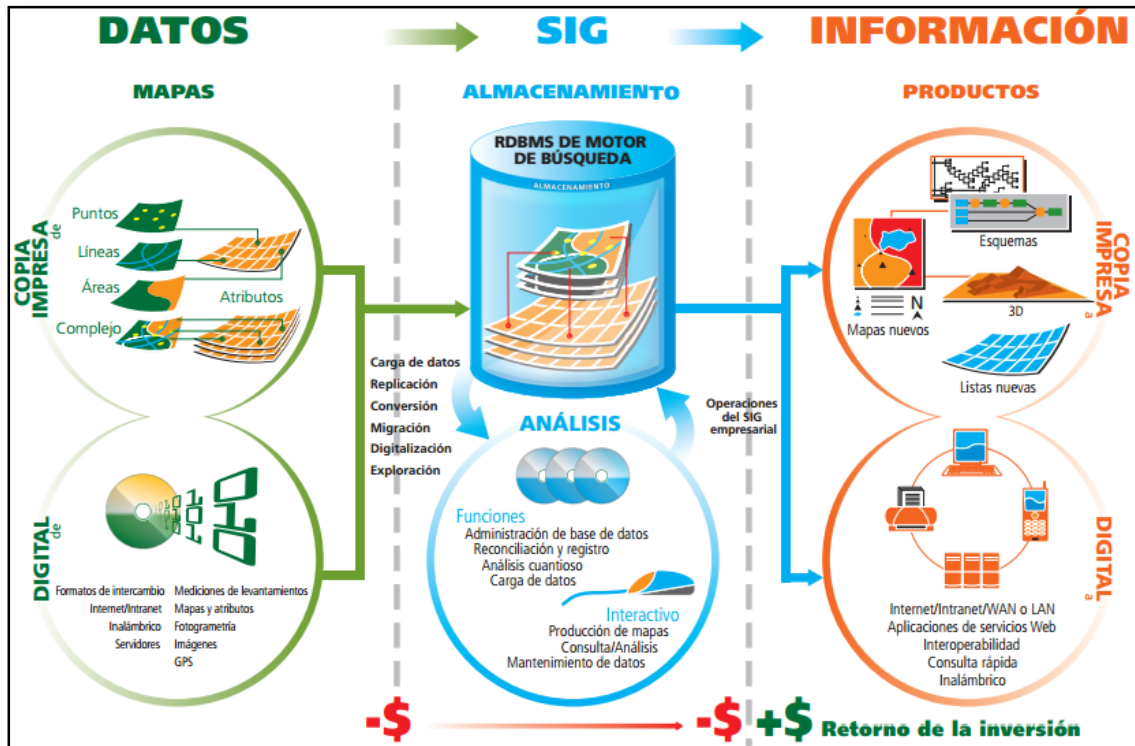 DATOS
SIG
INFORMACIÓN
MAPAS
ALMACENAMIENTO
PRODUCTOS
COPIA
IMPRESA
de
Puntos
Líneas
Áreas
Atributos
Complejo
DIGITAL
de
Formatos de intercambio
Internet/Intranet
Inalámbrico
Servidores
Mediciones de levantamientos
Mapas y atributos
Fotogrametría
Imágenes
GPS
Carga de datos
Replicación
Conversión
Migración
Digitalización
Exploración
RDBMS DE MOTOR
DE BÚSQUEDA
ALMACENAMIENTO
ANÁLISIS
Funciones
Administración de base de datos
Reconciliación y registro
Análisis cuantioso
Carga de datos
Interactivo
Producción de mapas
Consulta/Análisis
Mantenimiento de datos
Operaciones
del SIG
empresarial
Esquemas
N
Mapas nuevos
3D
Listas nuevas
COPIA
IMPRESA
a
DIGITAL
a
Internet/Intranet/WAN o LAN
Aplicaciones de servicios Web
Interoperabilidad
Consulta rápida
Inalámbrico
-$
-$
+$ Retorno de la inversión